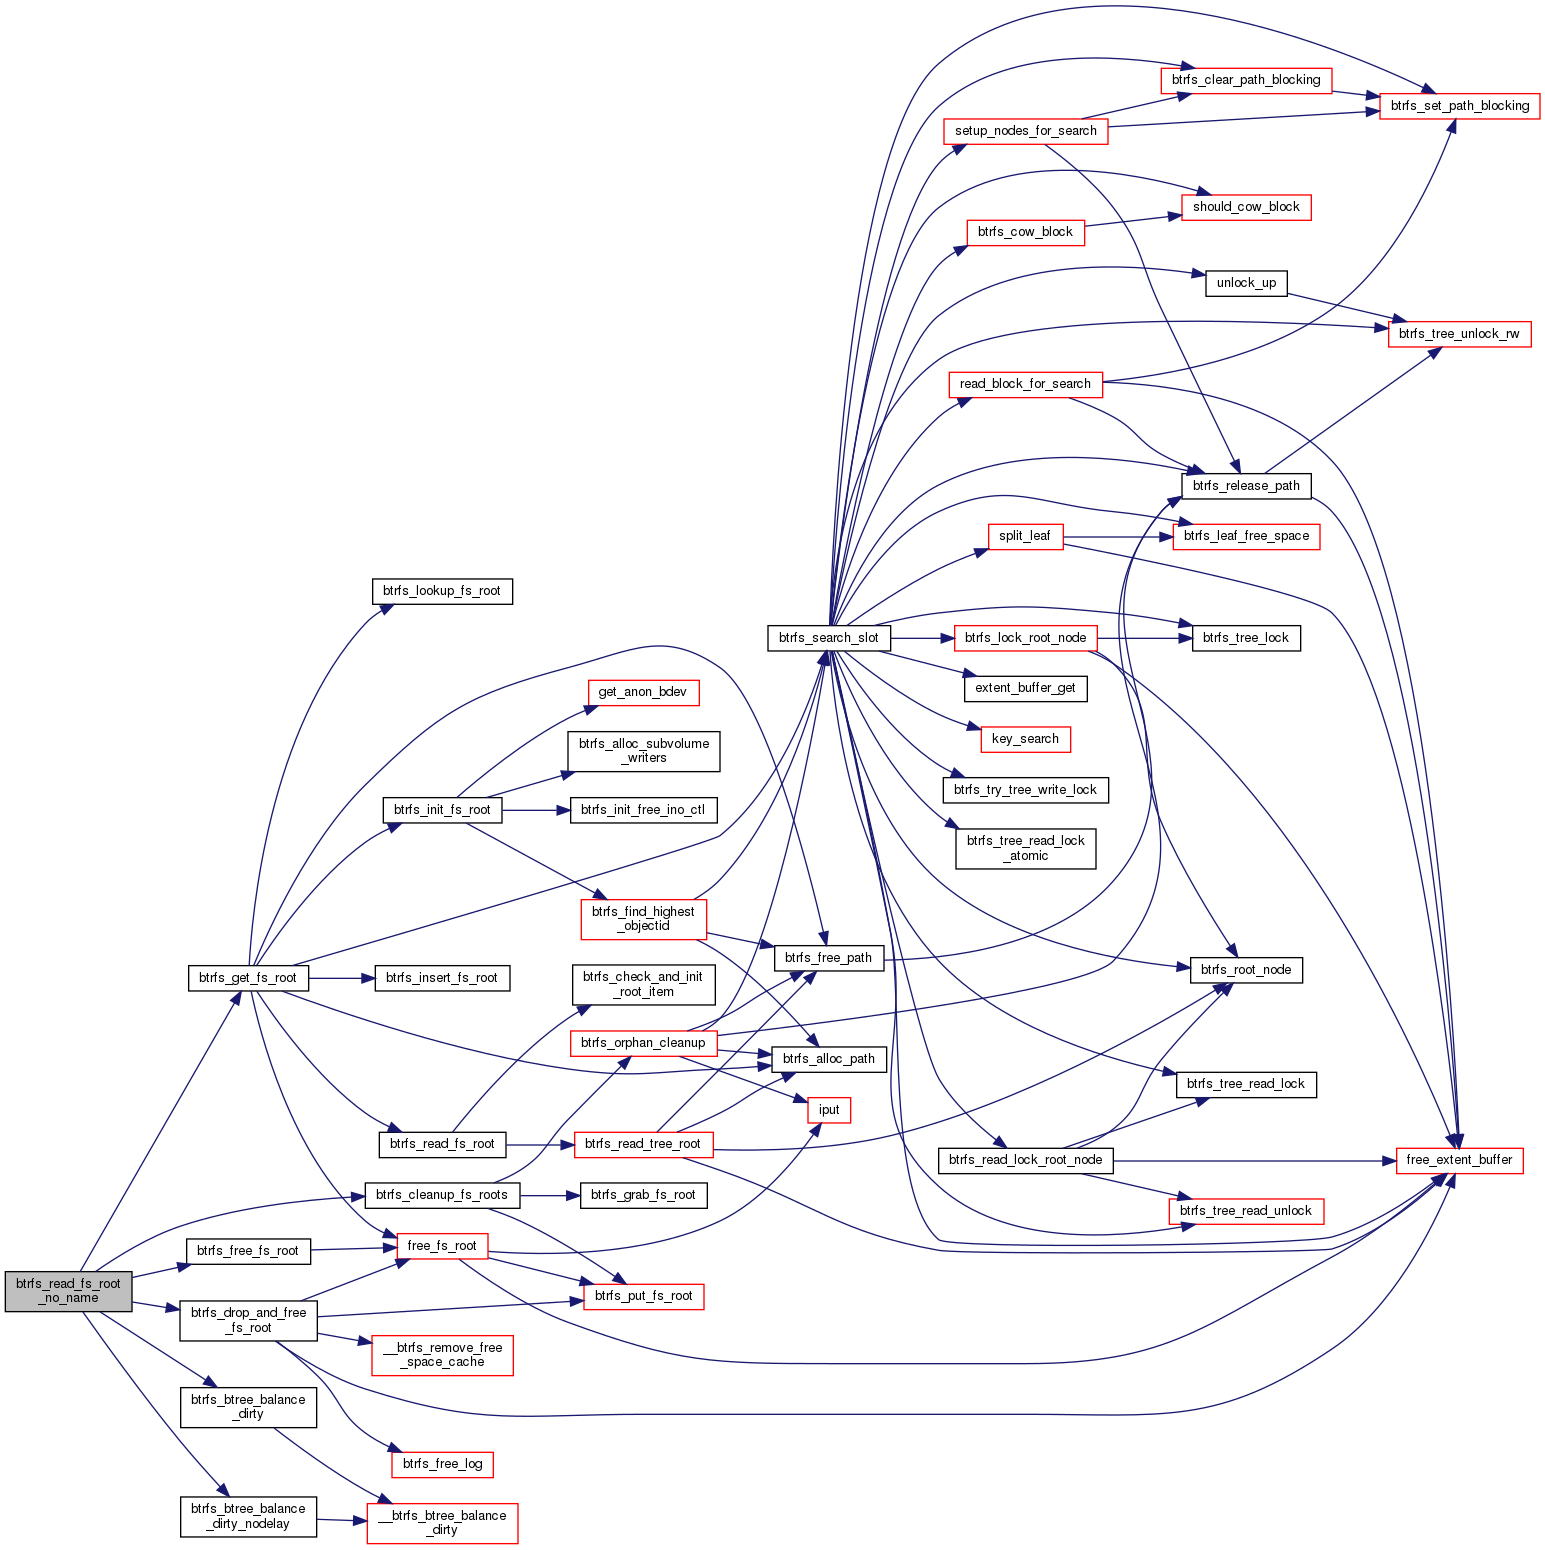 btrfs_clear_path_blocking
btrfs_set_path_blocking
setup_nodes_for_search
should_cow_block
btrfs_cow_block
unlock_up
btrfs_tree_unlock_rw
read_block_for_search
btrfs_release_path
split_leaf
btrfs_leaf_free_space
btrfs_lookup_fs_root
btrfs_search_slot
btrfs_lock_root_node
btrfs_tree_lock
extent_buffer_get
get_anon_bdev
key_search
btrfs_alloc_subvolume
_writers
btrfs_try_tree_write_lock
btrfs_init_fs_root
btrfs_init_free_ino_ctl
btrfs_tree_read_lock
_atomic
btrfs_find_highest
_objectid
btrfs_free_path
btrfs_root_node
btrfs_get_fs_root
btrfs_insert_fs_root
btrfs_check_and_init
_root_item
btrfs_orphan_cleanup
btrfs_alloc_path
btrfs_tree_read_lock
iput
btrfs_read_fs_root
btrfs_read_tree_root
btrfs_read_lock_root_node
free_extent_buffer
btrfs_cleanup_fs_roots
btrfs_grab_fs_root
btrfs_tree_read_unlock
btrfs_free_fs_root
free_fs_root
btrfs_read_fs_root
_no_name
btrfs_put_fs_root
btrfs_drop_and_free
_fs_root
__btrfs_remove_free
_space_cache
btrfs_btree_balance
_dirty
btrfs_free_log
btrfs_btree_balance
_dirty_nodelay
__btrfs_btree_balance
_dirty